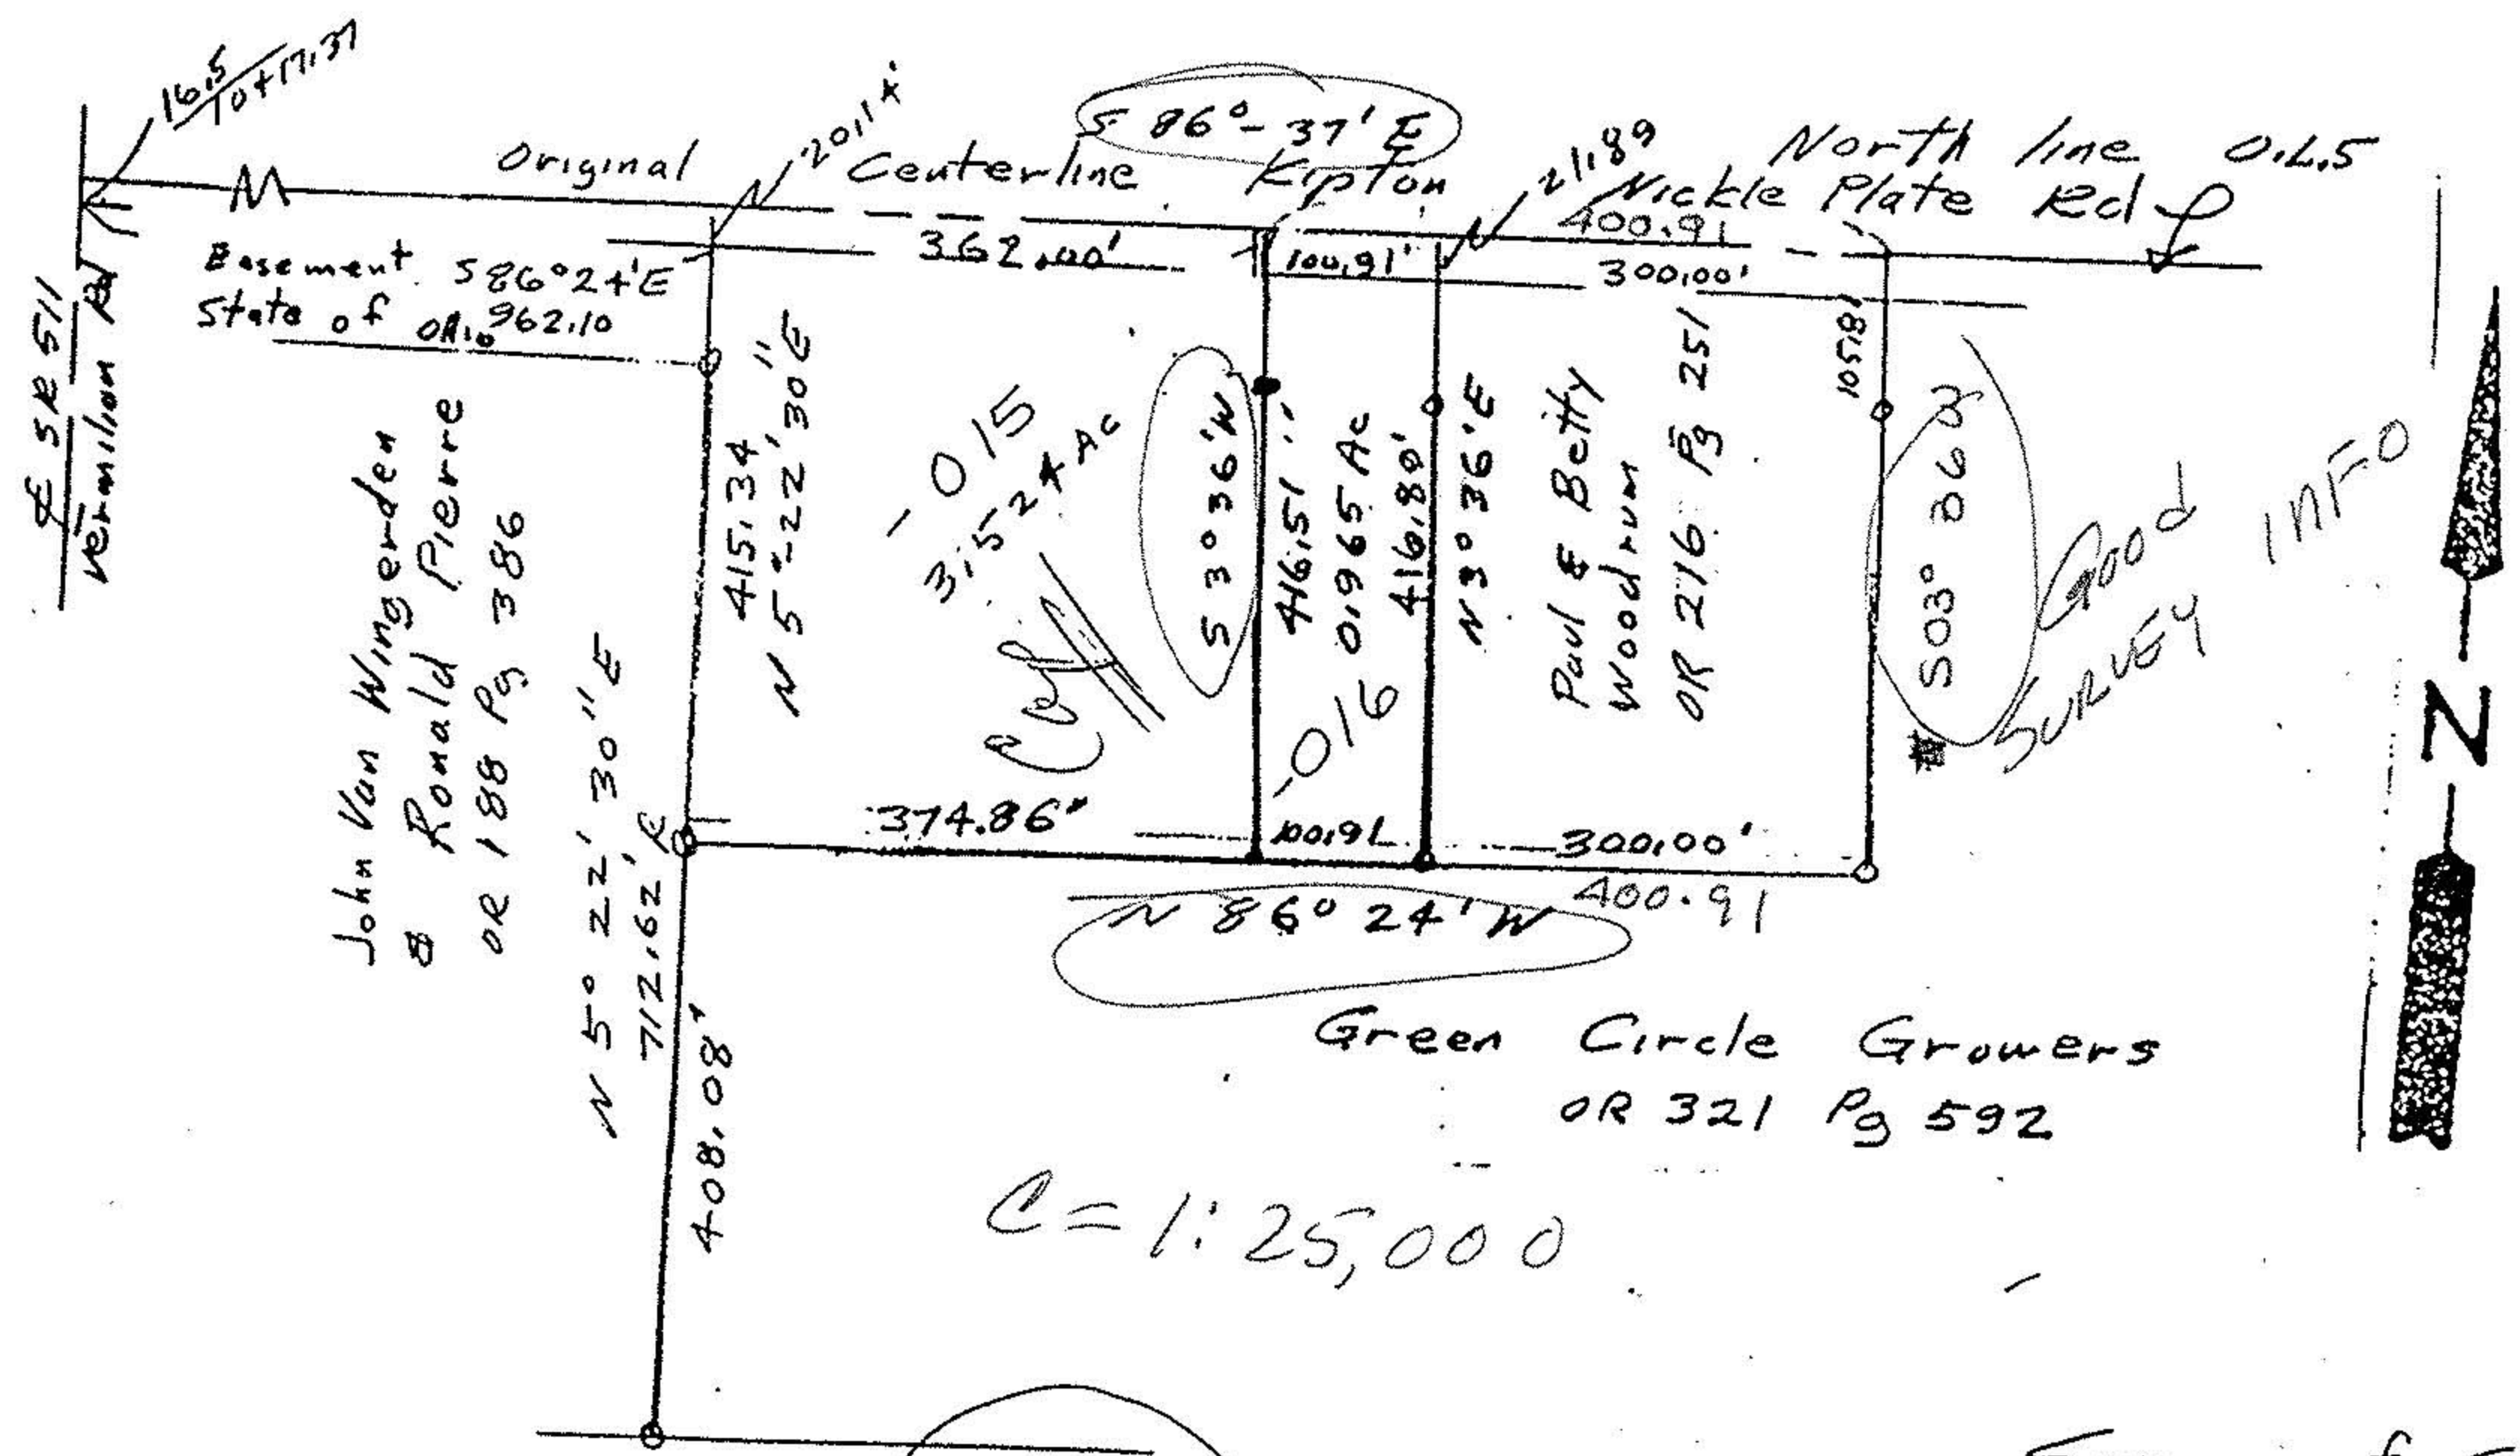 16.5
10+17.37
20.1
S 86°-37' E
21.89
North line O.L.5
Original Centerline Kipton Nickle Plate Rd
400.91
362.00'
100.91'
300.00'
Easement S 86°24'E
State of Ohio 962.10
₵ SR 511
Vermilion Rd
John Van Wingerden
& Ronald Pierre
OR 188 Pg 386
N 5° 22' 30" E
712.62'
415.34
N 5°-22' 30" E
-015
3.524 Ac
S 3° 36' W
416.51'
0.965 Ac
416.80'
-016
N 3° 36' E
Paul & Betty
Woodrum
OR 216 Pg 251
105.81
S03° 36
Good
SURVEY
INFO
N
374.86'
100.91
300.00'
400.91
N 86° 24' W
408.08'
Green Circle Growers
OR 321 Pg 592
C = 1:25,000